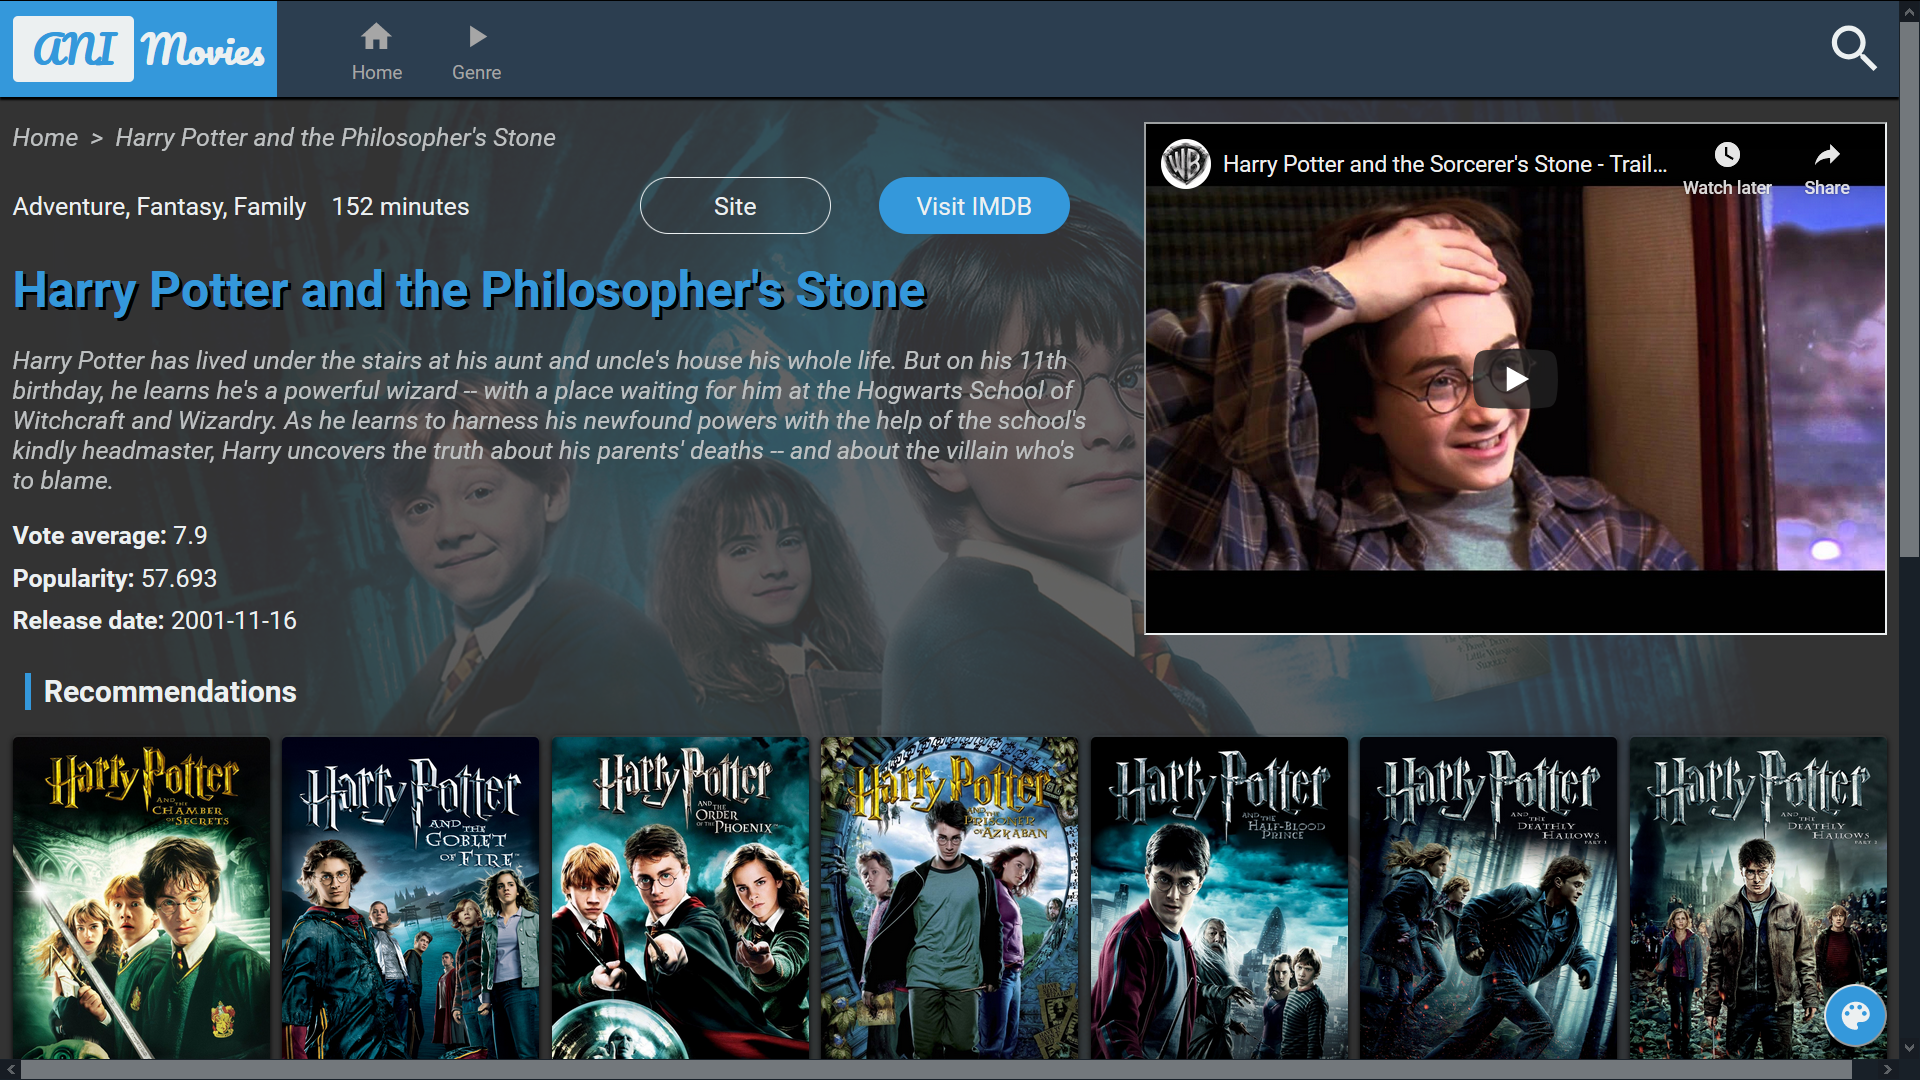 ANI Movies
Home
Genre
Home > Harry Potter and the Philosopher's Stone
Adventure, Fantasy, Family 152 minutes
Site
Visit IMDB
Harry Potter and the Philosopher's Stone
Harry Potter has lived under the stairs at his aunt and uncle's house his whole life. But on his 11th
birthday, he learns he's a powerful wizard -- with a place waiting for him at the Hogwarts School of
Witchcraft and Wizardry. As he learns to harness his newfound powers with the help of the school's
kindly headmaster, Harry uncovers the truth about his parents' deaths -- and about the villain who's
to blame.
Vote average: 7.9
Popularity: 57.693
Release date: 2001-11-16
WB
Harry Potter and the Sorcerer's Stone - Trail...
Watch later
Share
Recommendations
Harry Potter
AND THE
CHAMBER
OF SECRETS
Harry Potter
AND THE
GOBLET
OF FIRE
Harry Potter
AND THE
ORDER
OF THE PHOENIX
Harry Potter
AND THE
PRISONER
OF AZKABAN
Harry Potter
AND THE
HALF-BLOOD
PRINCE
Harry Potter
AND THE
DEATHLY
HALLOWS
PART 1
Harry Potter
AND THE
DEATHLY
HALLOWS